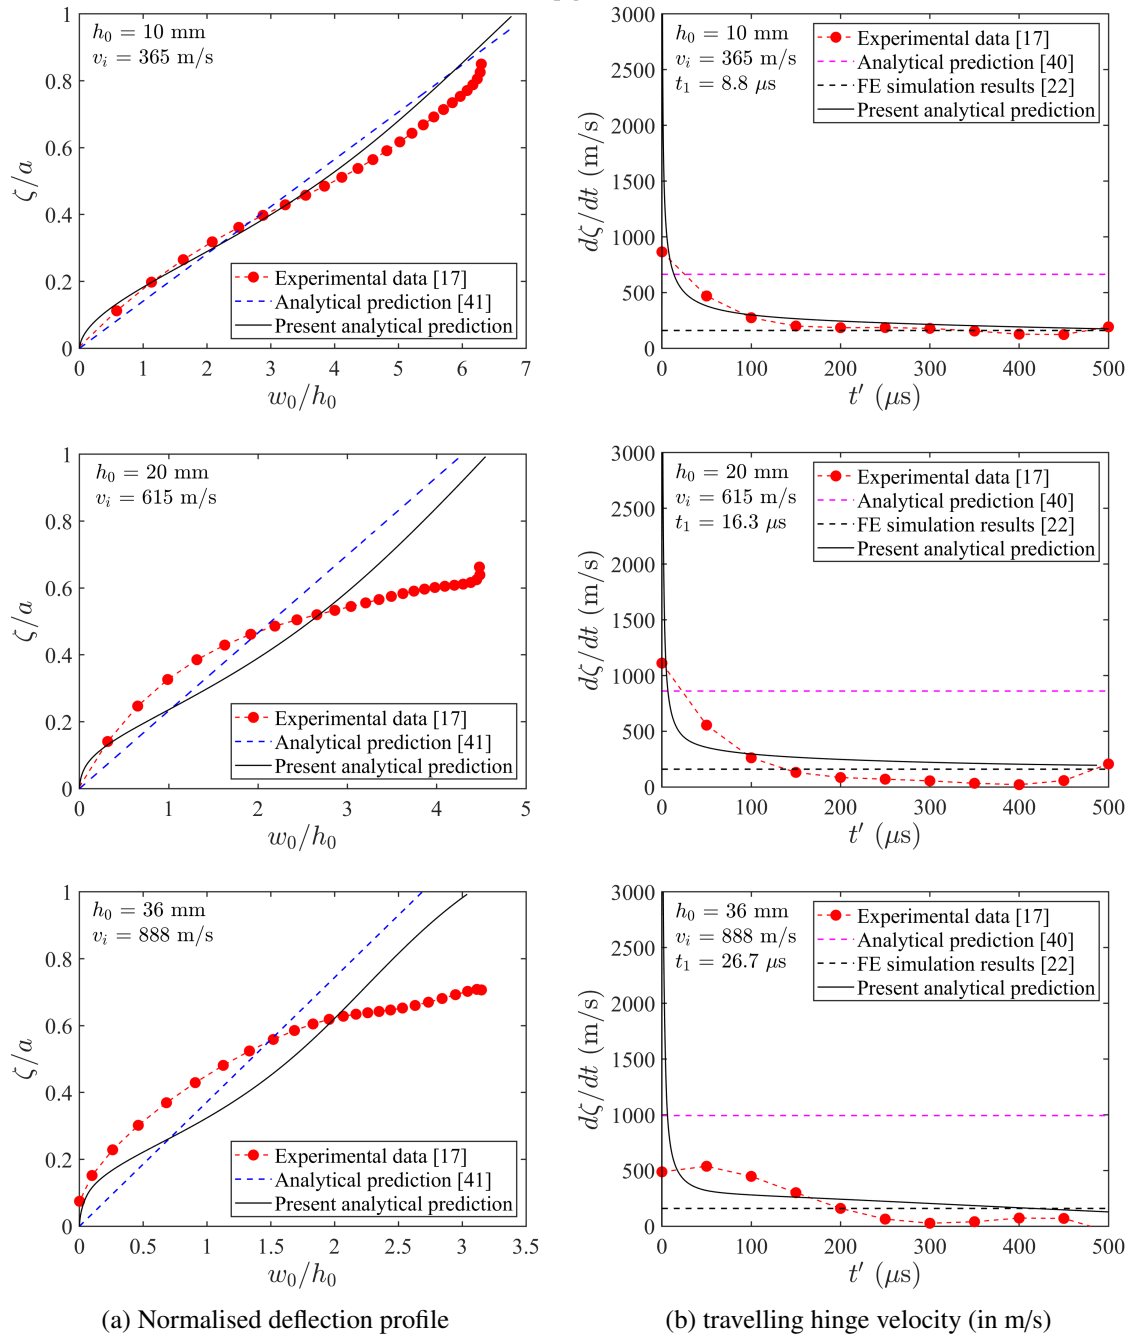 1
0.8
0.6
0.4
0.2
0
ζ/a
h₀ = 10 mm
vᵢ = 365 m/s
Experimental data [17]
Analytical prediction [41]
Present analytical prediction
0 1 2 3 4 5 6 7
w₀/h₀
3000
2500
2000
1500
1000
500
0
dζ/dt (m/s)
h₀ = 10 mm
vᵢ = 365 m/s
t₁ = 8.8 μs
Experimental data [17]
Analytical prediction [40]
FE simulation results [22]
Present analytical prediction
0 100 200 300 400 500
t′ (μs)
1
0.8
0.6
0.4
0.2
0
ζ/a
h₀ = 20 mm
vᵢ = 615 m/s
Experimental data [17]
Analytical prediction [41]
Present analytical prediction
0 1 2 3 4 5
w₀/h₀
3000
2500
2000
1500
1000
500
0
dζ/dt (m/s)
h₀ = 20 mm
vᵢ = 615 m/s
t₁ = 16.3 μs
Experimental data [17]
Analytical prediction [40]
FE simulation results [22]
Present analytical prediction
0 100 200 300 400 500
t′ (μs)
1
0.8
0.6
0.4
0.2
0
ζ/a
h₀ = 36 mm
vᵢ = 888 m/s
Experimental data [17]
Analytical prediction [41]
Present analytical prediction
0 0.5 1 1.5 2 2.5 3 3.5
w₀/h₀
3000
2500
2000
1500
1000
500
0
dζ/dt (m/s)
h₀ = 36 mm
vᵢ = 888 m/s
t₁ = 26.7 μs
Experimental data [17]
Analytical prediction [40]
FE simulation results [22]
Present analytical prediction
0 100 200 300 400 500
t′ (μs)
(a) Normalised deflection profile
(b) travelling hinge velocity (in m/s)